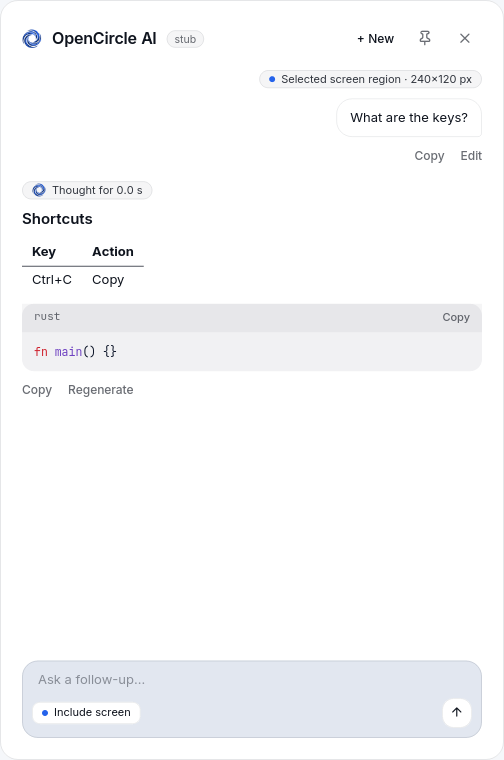 OpenCircle AI stub + New
Selected screen region · 240×120 px
What are the keys?
Copy Edit
Thought for 0.0 s
Shortcuts
Key Action
Ctrl+C Copy
rust Copy
fn main() {}
Copy Regenerate
Ask a follow-up...
Include screen